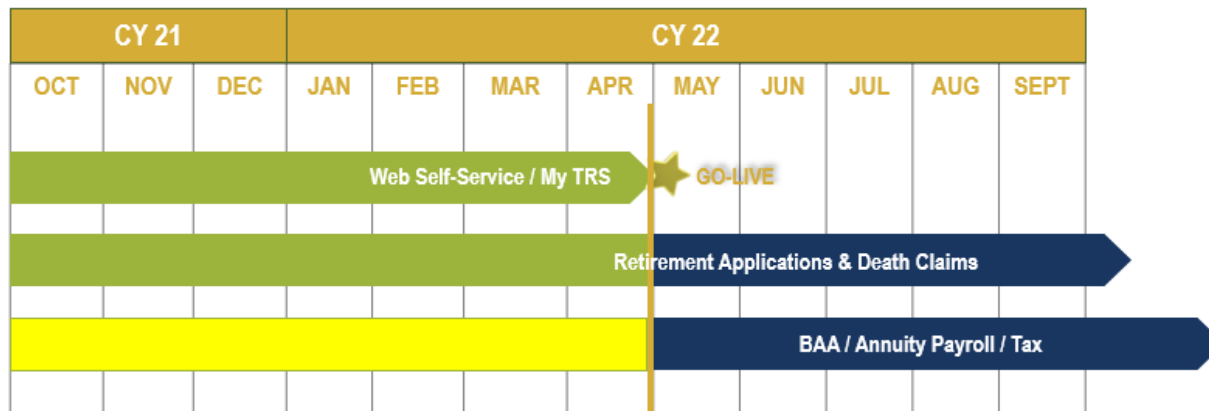 CY 21 CY 22
OCT NOV DEC JAN FEB MAR APR MAY JUN JUL AUG SEPT
Web Self-Service / My TRS GO-LIVE
Retirement Applications & Death Claims
BAA / Annuity Payroll / Tax